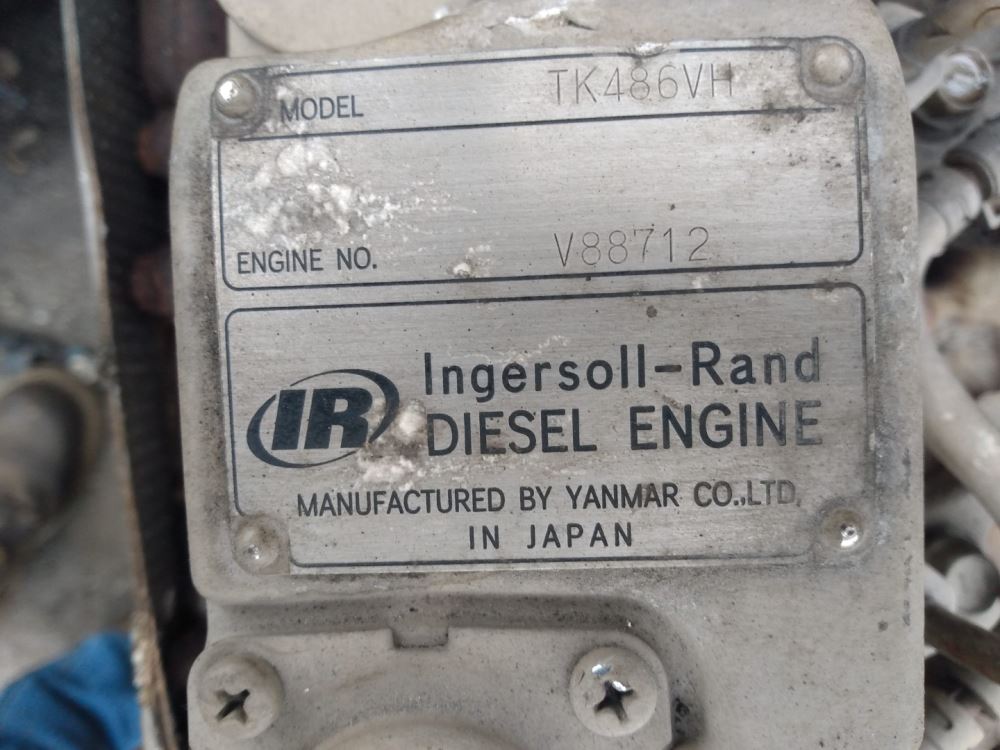 MODEL TK486VH
ENGINE NO. V88712
IR Ingersoll-Rand
DIESEL ENGINE
MANUFACTURED BY YANMAR CO.,LTD.
IN JAPAN